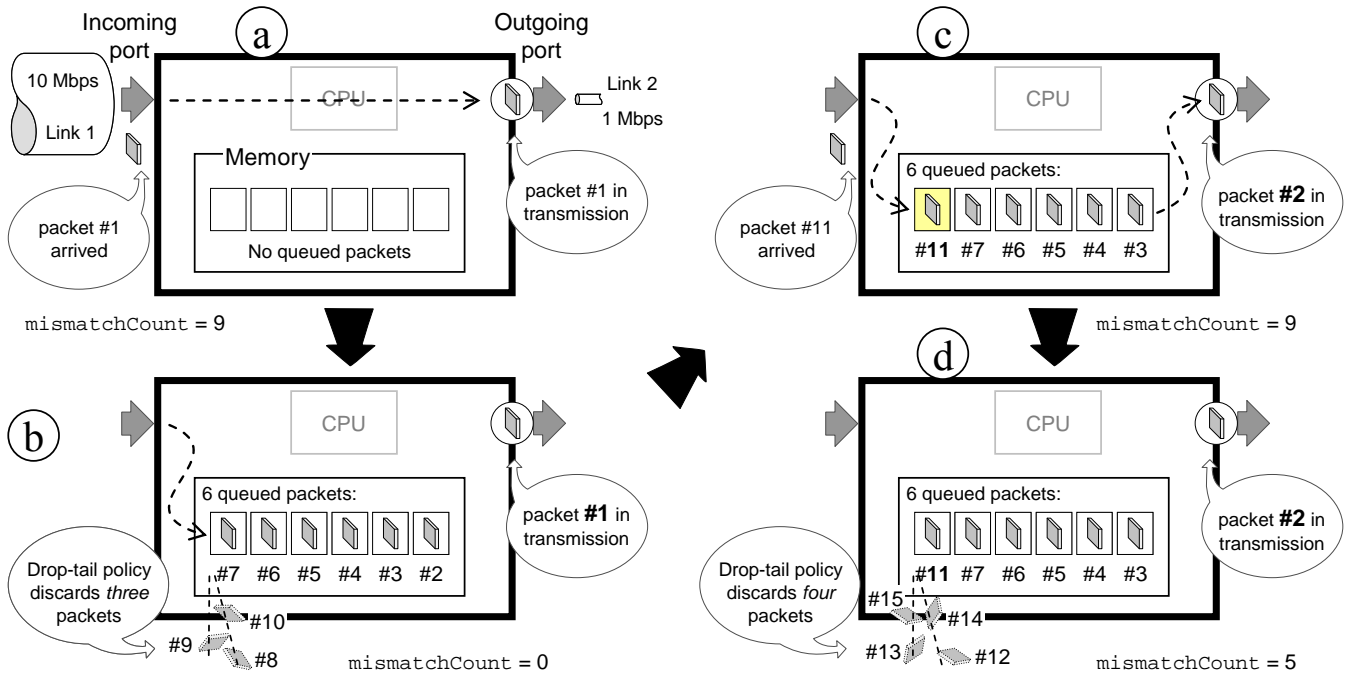 Incoming
port
a
Outgoing
port
10 Mbps
Link 1
CPU
Link 2
1 Mbps
Memory
No queued packets
packet #1
arrived
packet #1 in
transmission
mismatchCount = 9
b
CPU
6 queued packets:
#7 #6 #5 #4 #3 #2
packet #1 in
transmission
Drop-tail policy
discards three
packets
#10
#9
#8
mismatchCount = 0
c
CPU
6 queued packets:
#11 #7 #6 #5 #4 #3
packet #11
arrived
packet #2 in
transmission
mismatchCount = 9
d
CPU
6 queued packets:
#11 #7 #6 #5 #4 #3
packet #2 in
transmission
Drop-tail policy
discards four
packets
#15
#14
#13
#12
mismatchCount = 5